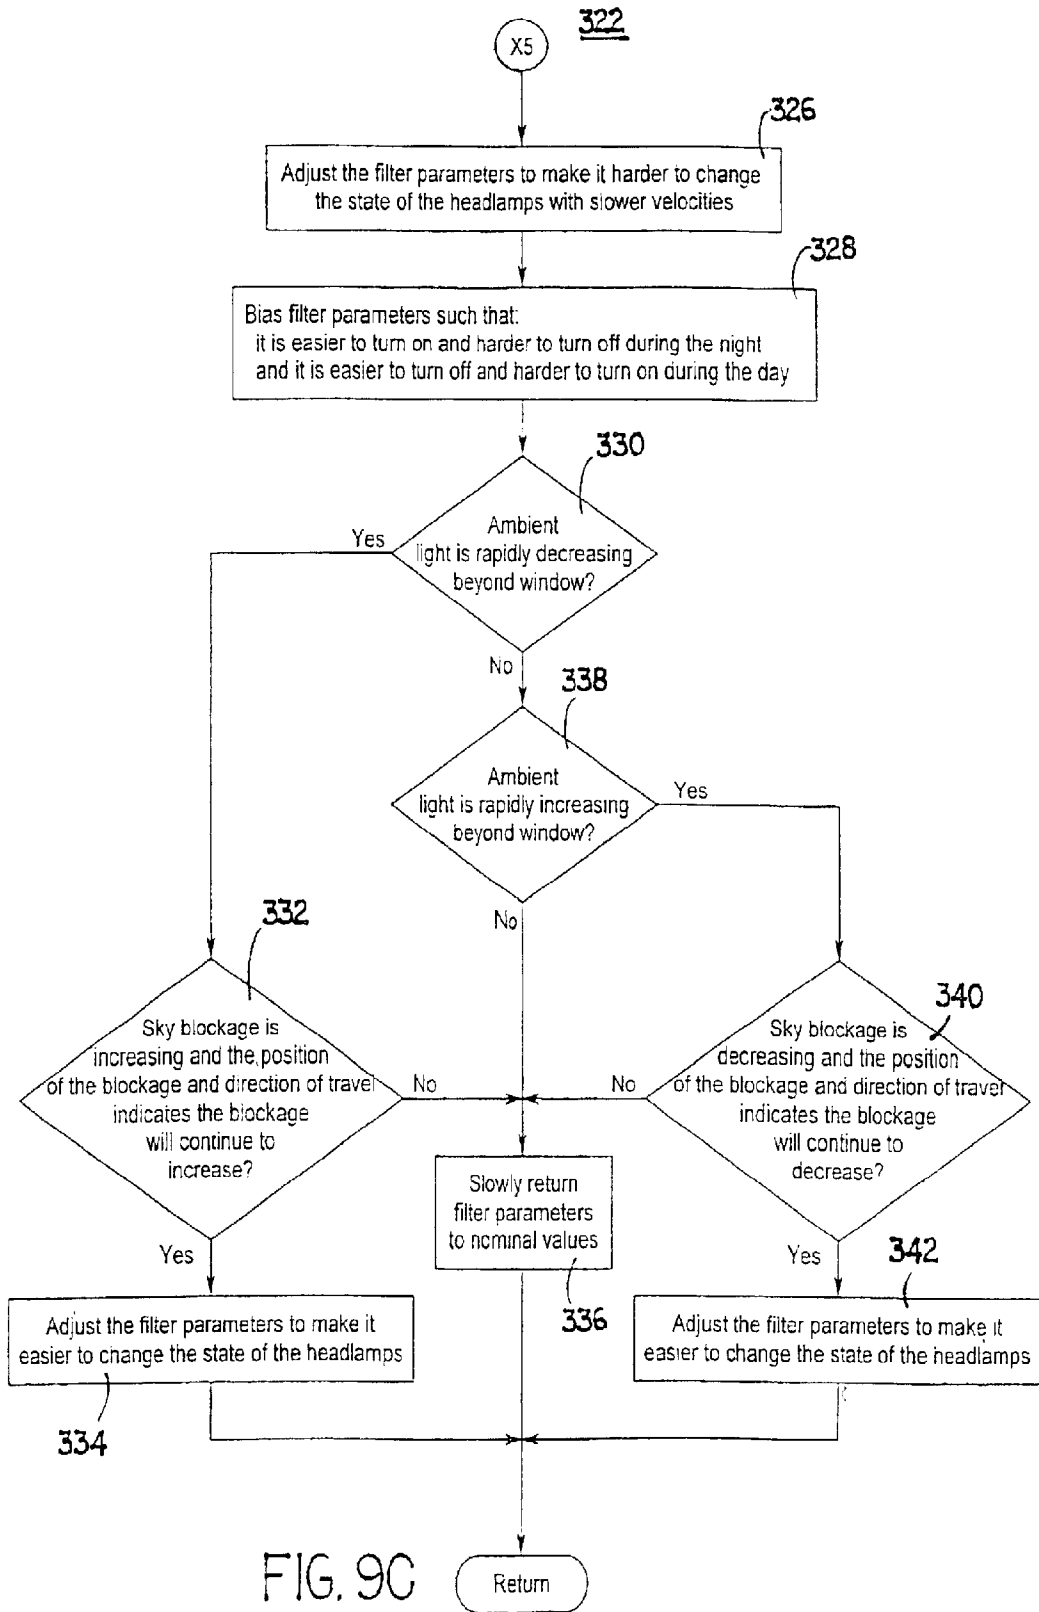 322
X5
326
Adjust the filter parameters to make it harder to change
the state of the headlamps with slower velocities
328
Bias filter parameters such that:
it is easier to turn on and harder to turn off during the night
and it is easier to turn off and harder to turn on during the day
330
Ambient
light is rapidly decreasing
beyond window?
Yes
No
338
Ambient
light is rapidly increasing
beyond window?
Yes
No
332
Sky blockage is
increasing and the position
of the blockage and direction of travel
indicates the blockage
will continue to
increase?
No
Yes
340
Sky blockage is
decreasing and the position
of the blockage and direction of travel
indicates the blockage
will continue to
decrease?
No
Yes
Slowly return
filter parameters
to nominal values
336
Adjust the filter parameters to make it
easier to change the state of the headlamps
334
342
Adjust the filter parameters to make it
easier to change the state of the headlamps
FIG. 9C
Return